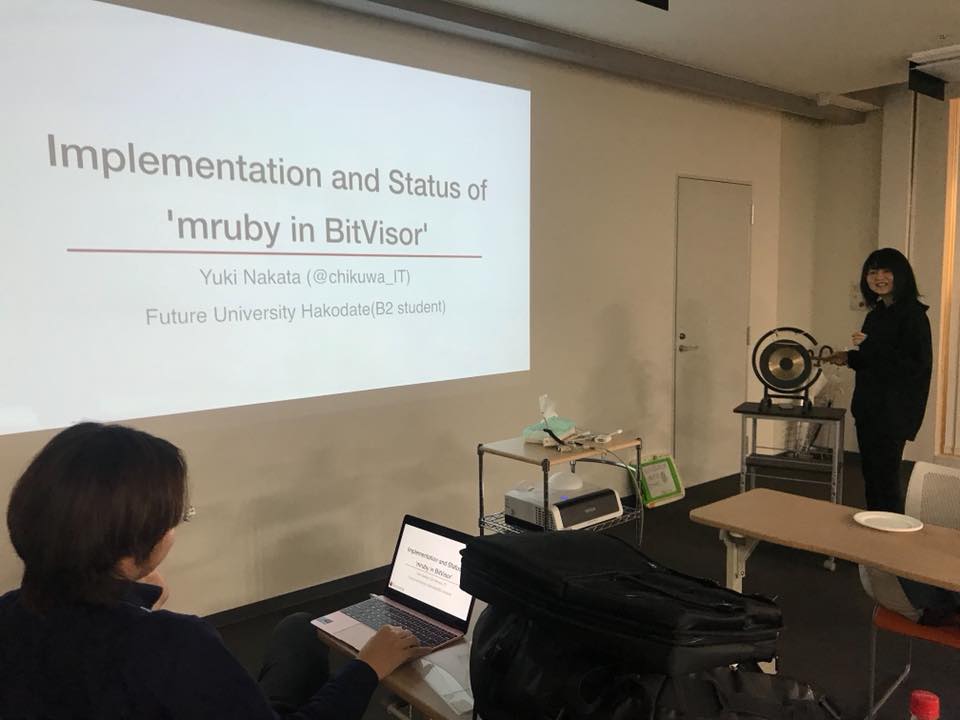 Implementation and Status of
'mruby in BitVisor'
Yuki Nakata (@chikuwa_IT)
Future University Hakodate(B2 student)
Implementation and Status
'mruby in BitVisor'